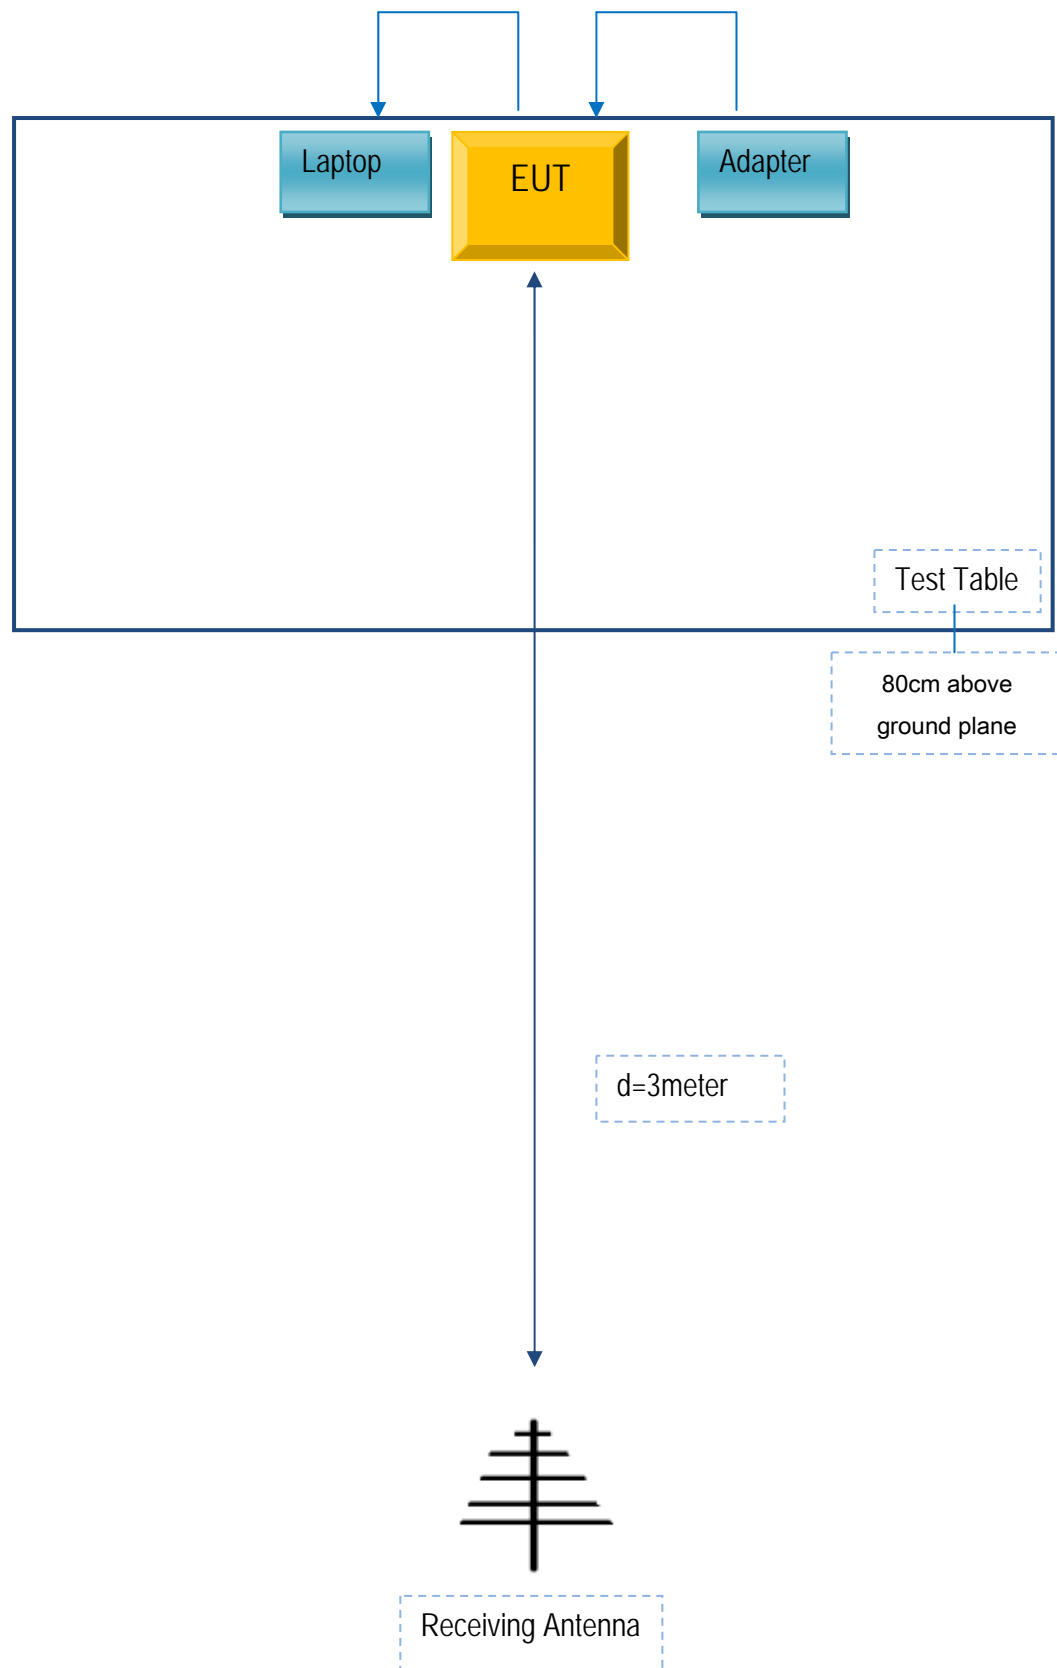 Laptop
EUT
Adapter
Test Table
80cm above
ground plane
d=3meter
Receiving Antenna